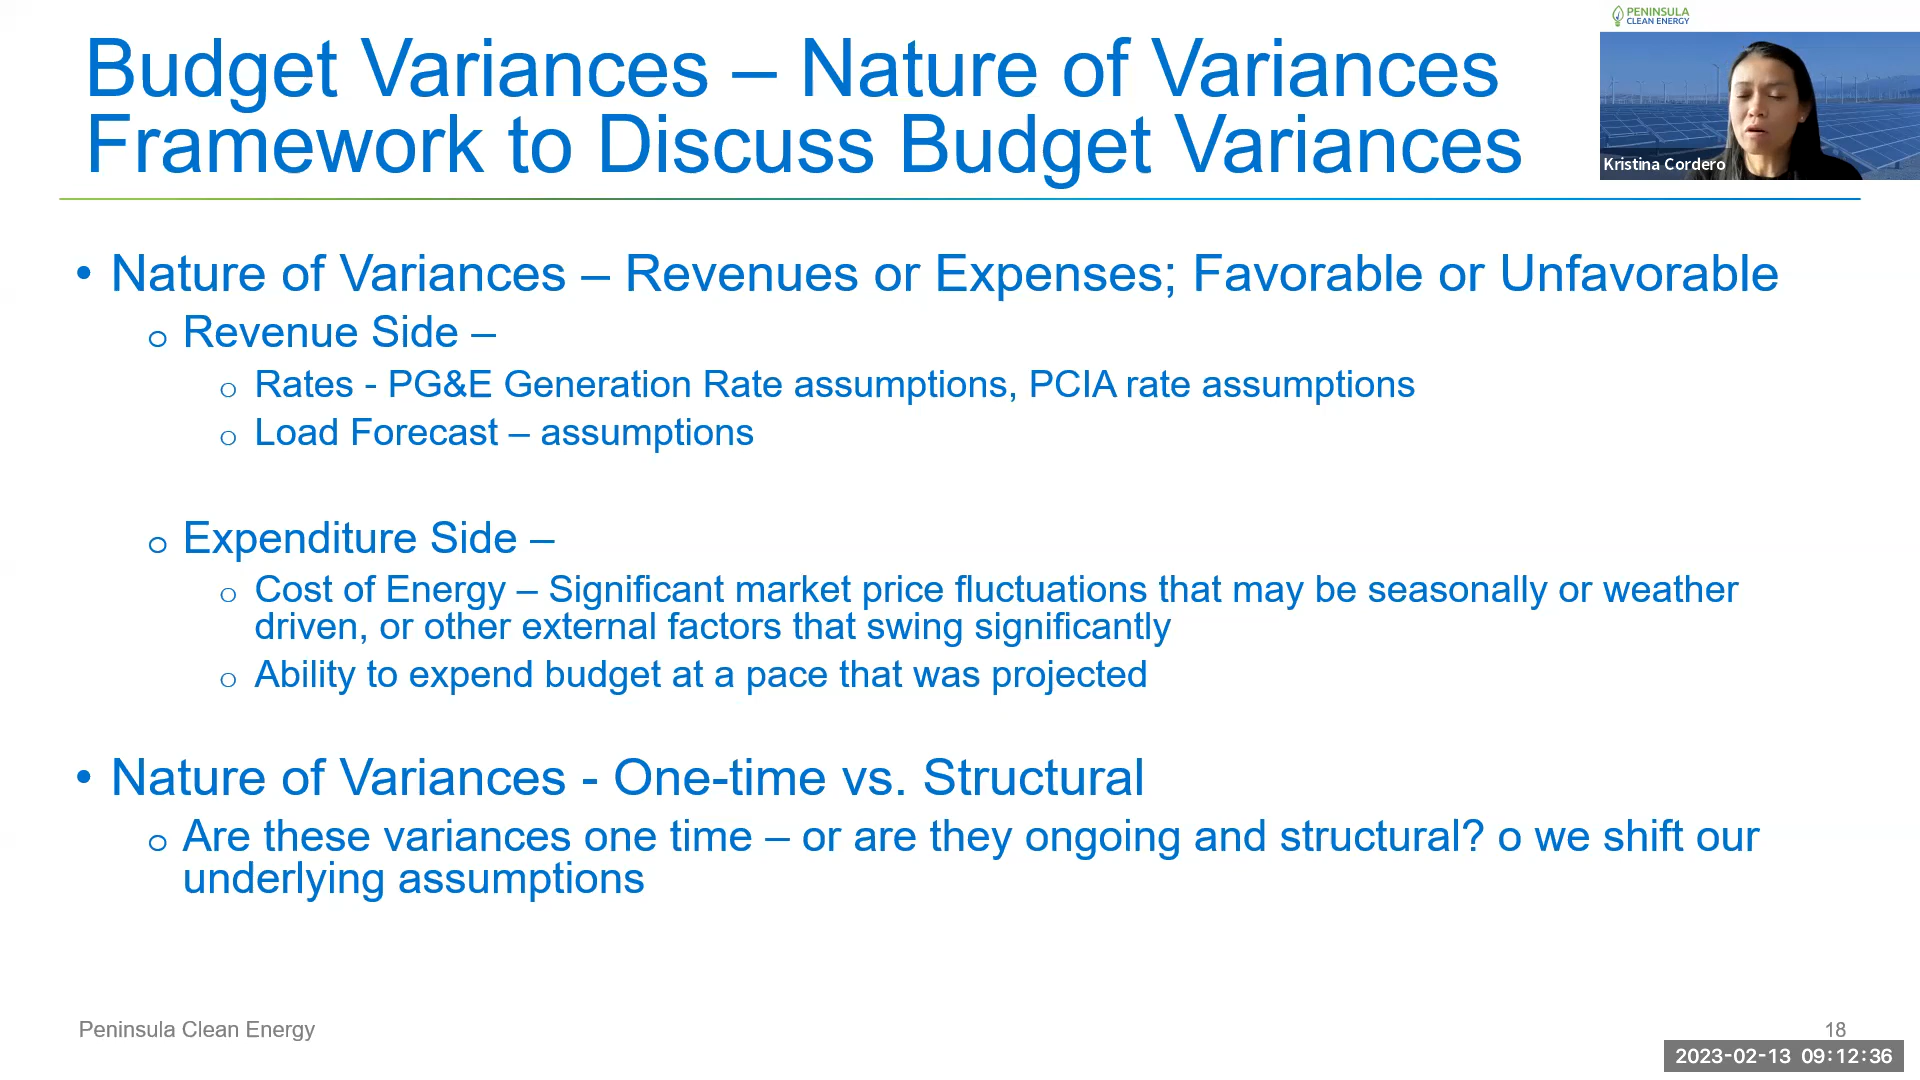 PENINSULA
CLEAN ENERGY
Budget Variances – Nature of Variances
Framework to Discuss Budget Variances
Kristina Cordero
• Nature of Variances – Revenues or Expenses; Favorable or Unfavorable
o Revenue Side –
o Rates - PG&E Generation Rate assumptions, PCIA rate assumptions
o Load Forecast – assumptions
o Expenditure Side –
o Cost of Energy – Significant market price fluctuations that may be seasonally or weather
driven, or other external factors that swing significantly
o Ability to expend budget at a pace that was projected
• Nature of Variances - One-time vs. Structural
o Are these variances one time – or are they ongoing and structural? o we shift our
underlying assumptions
Peninsula Clean Energy
18
2023-02-13 09:12:36